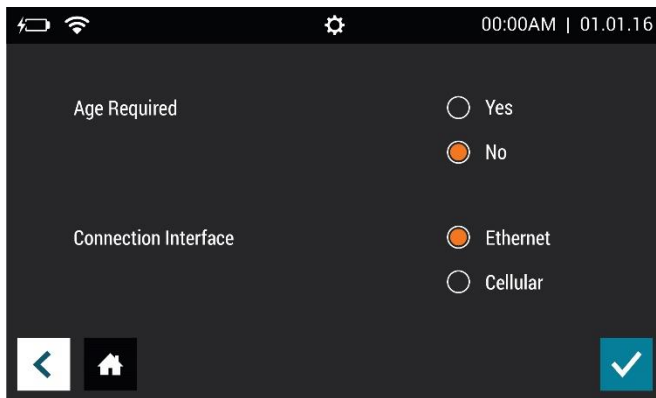 00:00AM | 01.01.16
Age Required
Yes
No
Connection Interface
Ethernet
Cellular